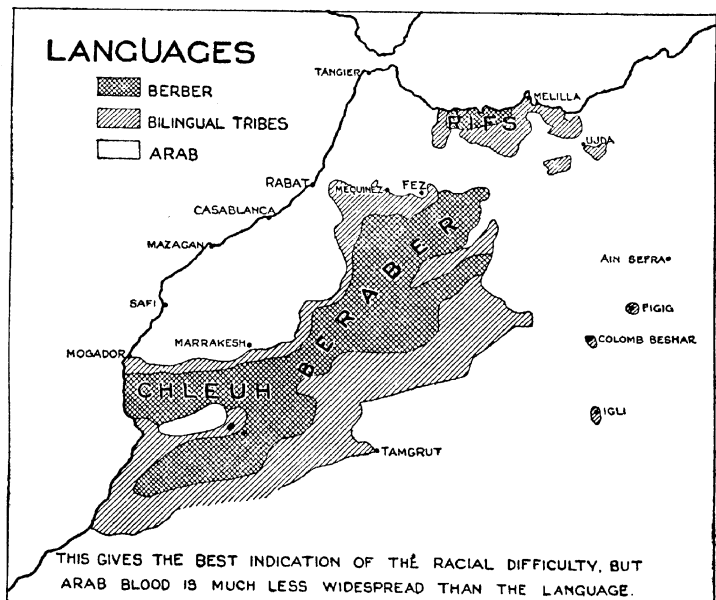 LANGUAGES
BERBER
BILINGUAL TRIBES
ARAB
TANGIER
MELILLA
RIFS
UJDA
RABAT
MEQUINEZ
FEZ
CASABLANCA
MAZAGAN
BERABER
AIN SEFRA
SAFI
FIGIG
MARRAKESH
COLOMB BESHAR
MOGADOR
CHLEUH
IGLI
TAMGRUT
THIS GIVES THE BEST INDICATION OF THE RACIAL DIFFICULTY, BUT
ARAB BLOOD IS MUCH LESS WIDESPREAD THAN THE LANGUAGE.